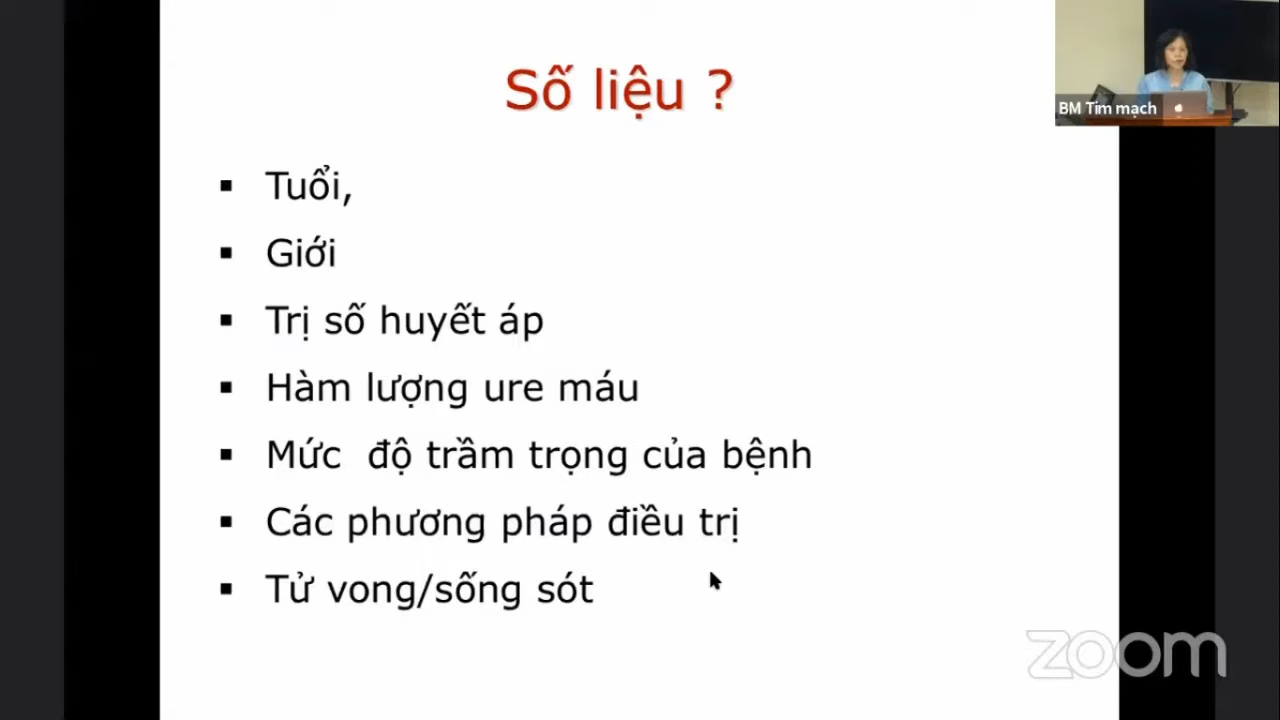 Số liệu ?
BM Tim mạch
▪ Tuổi,
▪ Giới
▪ Trị số huyết áp
▪ Hàm lượng ure máu
▪ Mức độ trầm trọng của bệnh
▪ Các phương pháp điều trị
▪ Tử vong/sống sót
zoom